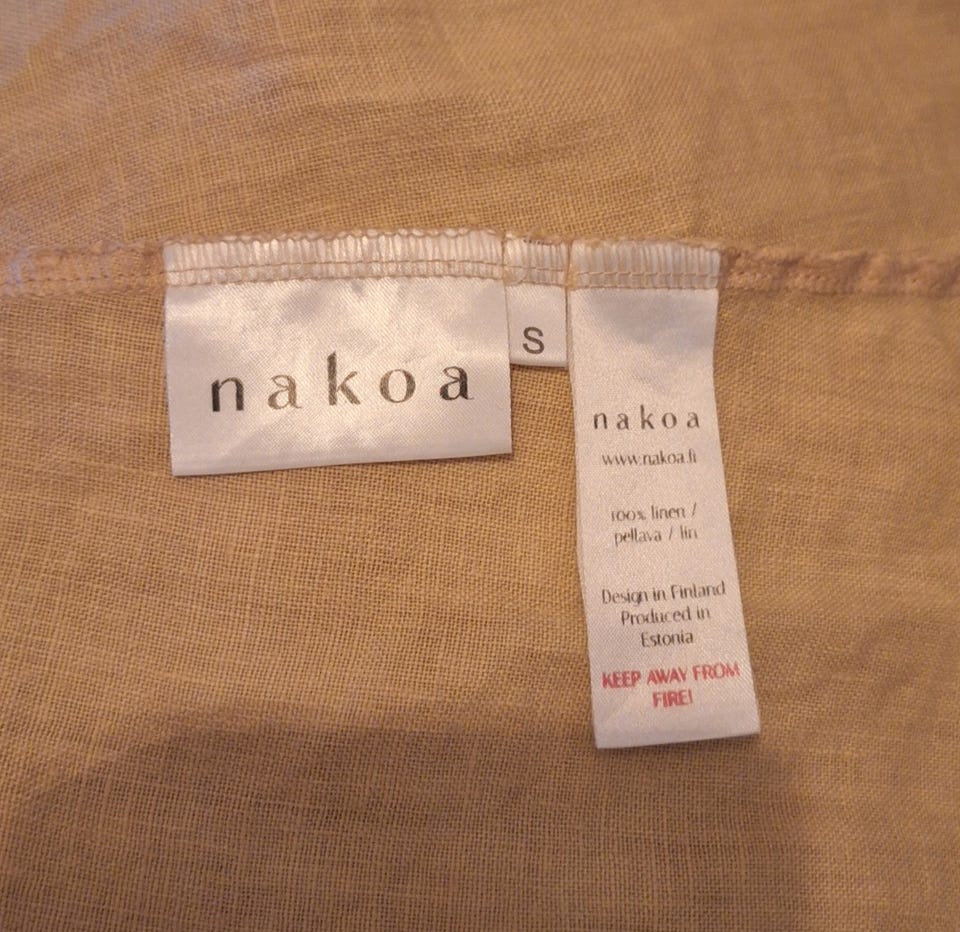 nakoa
S
nakoa
www.nakoa.fi
100% linen /
pellava / lin
Design in Finland
Produced in
Estonia
KEEP AWAY FROM
FIRE!